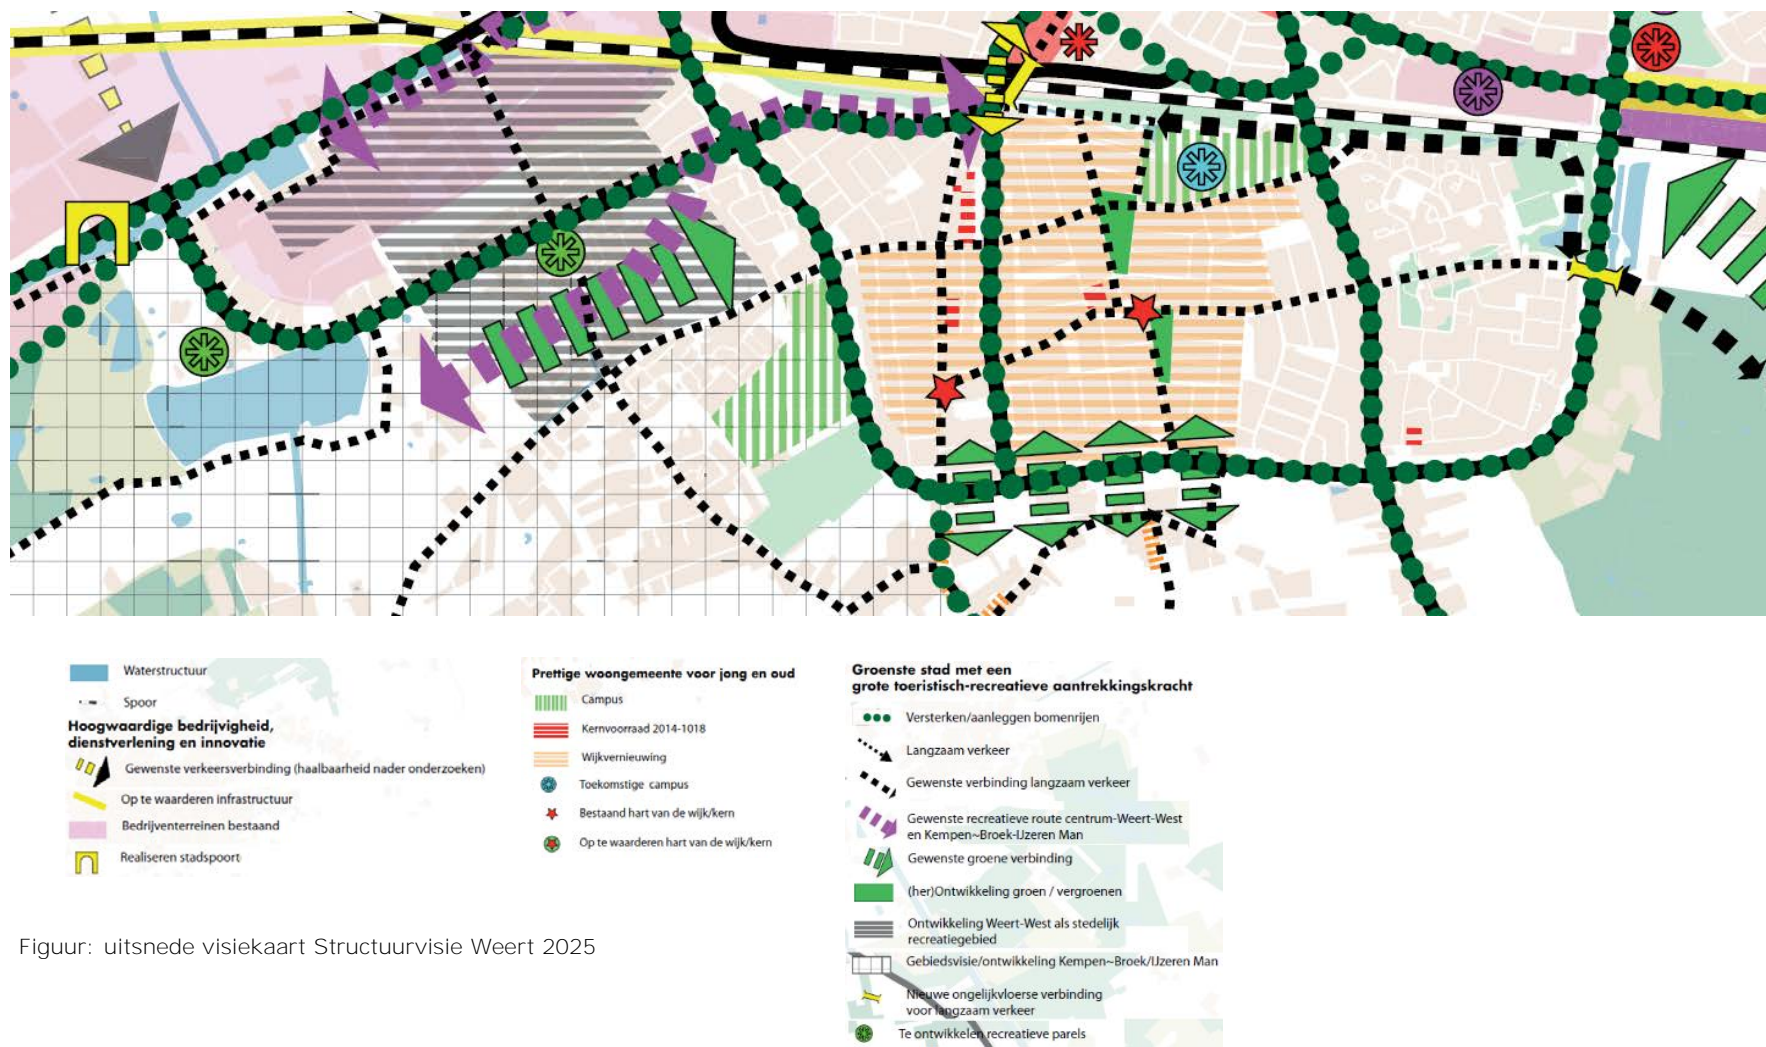 Waterstructuur
Spoor
Hoogwaardige bedrijvigheid,
dienstverlening en innovatie
Gewenste verkeersverbinding (haalbaarheid nader onderzoeken)
Op te waarderen infrastructuur
Bedrijventerreinen bestaand
Realiseren stadspoort
Prettige woongemeente voor jong en oud
Campus
Kernvoorraad 2014-1018
Wijkvernieuwing
Toekomstige campus
Bestaand hart van de wijk/kern
Op te waarderen hart van de wijk/kern
Groenste stad met een
grote toeristisch-recreatieve aantrekkingskracht
Versterken/aanleggen bomenrijen
Langzaam verkeer
Gewenste verbinding langzaam verkeer
Gewenste recreatieve route centrum-Weert-West
en Kempen~Broek-IJzeren Man
Gewenste groene verbinding
(her)Ontwikkeling groen / vergroenen
Ontwikkeling Weert-West als stedelijk
recreatiegebied
Gebiedsvisie/ontwikkeling Kempen~Broek/IJzeren Man
Nieuwe ongelijkvloerse verbinding
voor langzaam verkeer
Te ontwikkelen recreatieve parels
Figuur: uitsnede visiekaart Structuurvisie Weert 2025